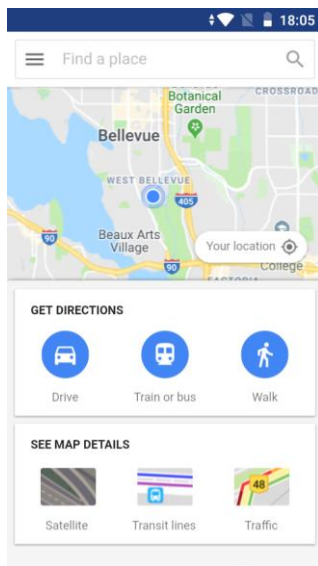 18:05
Find a place
CROSSROAD
Botanical
Garden
Bellevue
WEST BELLEVUE
405
90
Beaux Arts
Village
Your location
90
College
GET DIRECTIONS
Drive
Train or bus
Walk
SEE MAP DETAILS
48
Satellite
Transit lines
Traffic